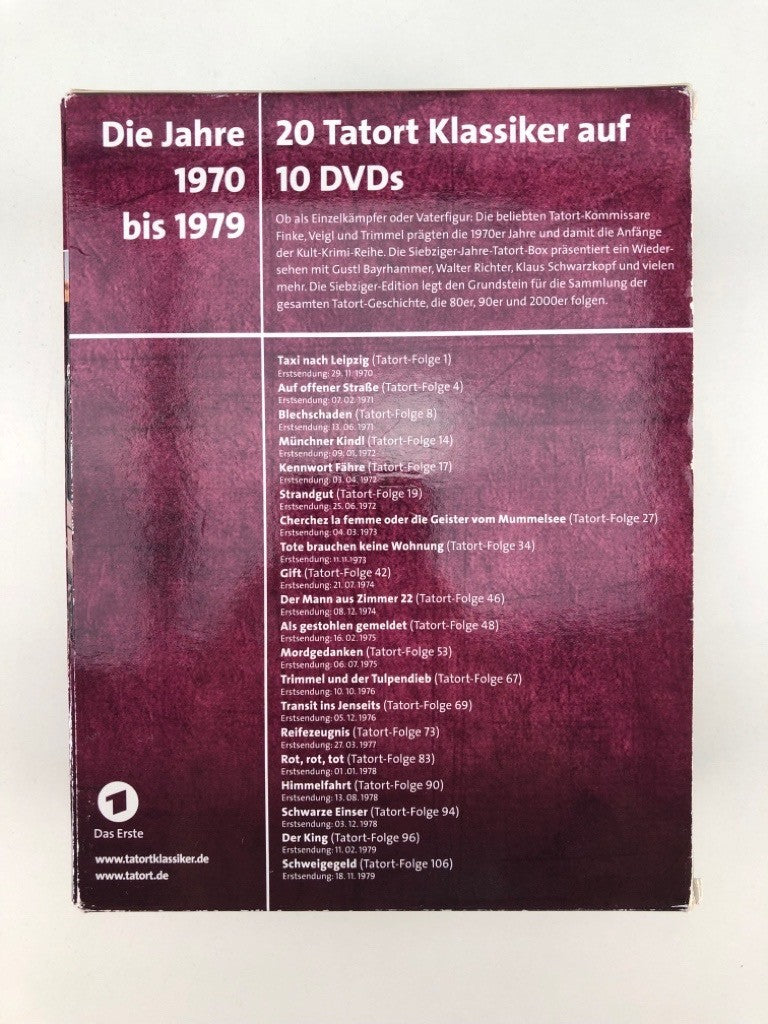 Die Jahre
1970
bis 1979
20 Tatort Klassiker auf
10 DVDs
Ob als Einzelkämpfer oder Vaterfigur: Die beliebten Tatort-Kommissare
Finke, Veigl und Trimmel prägten die 1970er Jahre und damit die Anfänge
der Kult-Krimi-Reihe. Die Siebziger-Jahre-Tatort-Box präsentiert ein Wieder-
sehen mit Gustl Bayrhammer, Walter Richter, Klaus Schwarzkopf und vielen
mehr. Die Siebziger-Edition legt den Grundstein für die Sammlung der
gesamten Tatort-Geschichte, die 80er, 90er und 2000er folgen.
Taxi nach Leipzig (Tatort-Folge 1)
Erstsendung: 29. 11. 1970
Auf offener Straße (Tatort-Folge 4)
Erstsendung: 07. 02. 1971
Blechschaden (Tatort-Folge 8)
Erstsendung: 13. 06. 1971
Münchner Kindl (Tatort-Folge 14)
Erstsendung: 09. 01. 1972
Kennwort Fähre (Tatort-Folge 17)
Erstsendung: 03. 04. 1972
Strandgut (Tatort-Folge 19)
Erstsendung: 25. 06. 1972
Cherchez la femme oder die Geister vom Mummelsee (Tatort-Folge 27)
Erstsendung: 04. 03. 1973
Tote brauchen keine Wohnung (Tatort-Folge 34)
Erstsendung: 11. 11. 1973
Gift (Tatort-Folge 42)
Erstsendung: 21. 07. 1974
Der Mann aus Zimmer 22 (Tatort-Folge 46)
Erstsendung: 08. 12. 1974
Als gestohlen gemeldet (Tatort-Folge 48)
Erstsendung: 16. 02. 1975
Mordgedanken (Tatort-Folge 53)
Erstsendung: 06. 07. 1975
Trimmel und der Tulpendieb (Tatort-Folge 67)
Erstsendung: 10. 10. 1976
Transit ins Jenseits (Tatort-Folge 69)
Erstsendung: 05. 12. 1976
Reifezeugnis (Tatort-Folge 73)
Erstsendung: 27. 03. 1977
Rot, rot, tot (Tatort-Folge 83)
Erstsendung: 01. 01. 1978
Himmelfahrt (Tatort-Folge 90)
Erstsendung: 13. 08. 1978
Schwarze Einser (Tatort-Folge 94)
Erstsendung: 03. 12. 1978
Der King (Tatort-Folge 96)
Erstsendung: 11. 02. 1979
Schweigegeld (Tatort-Folge 106)
Erstsendung: 18. 11. 1979
1
Das Erste
www.tatortklassiker.de
www.tatort.de